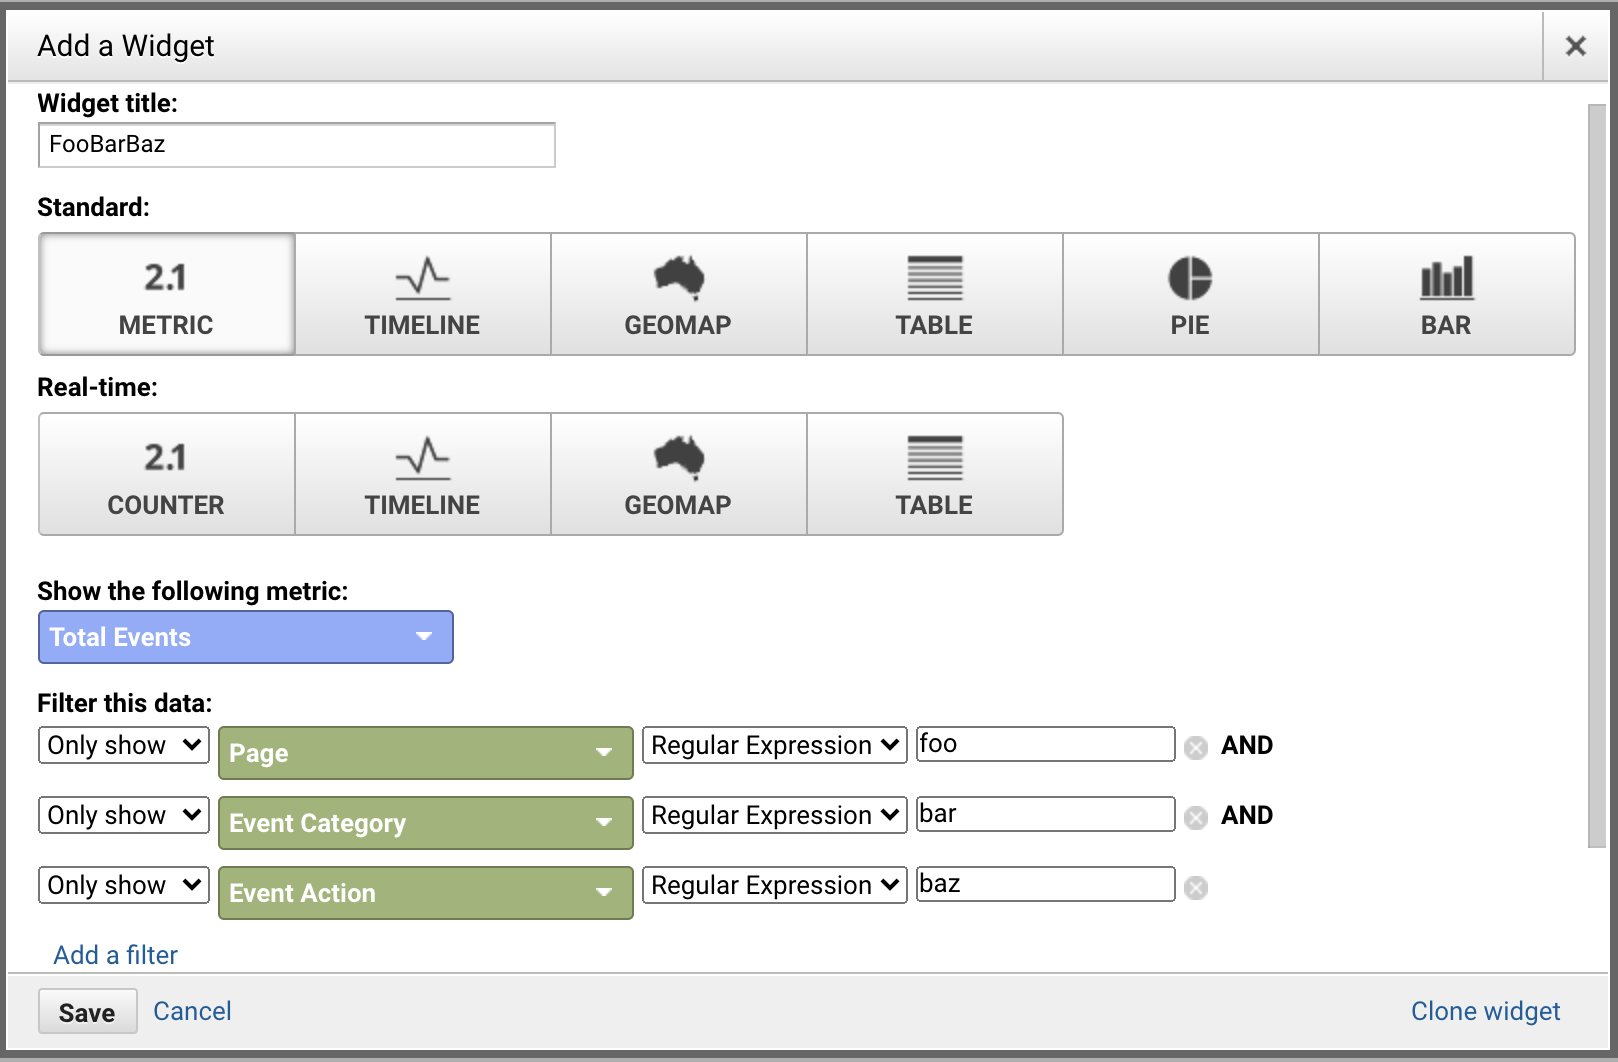 Add a Widget
Widget title:
FooBarBaz
Standard:
2.1 METRIC TIMELINE GEOMAP TABLE PIE BAR
Real-time:
2.1 COUNTER TIMELINE GEOMAP TABLE
Show the following metric:
Total Events
Filter this data:
Only show Page Regular Expression foo AND
Only show Event Category Regular Expression bar AND
Only show Event Action Regular Expression baz
Add a filter
Save Cancel Clone widget